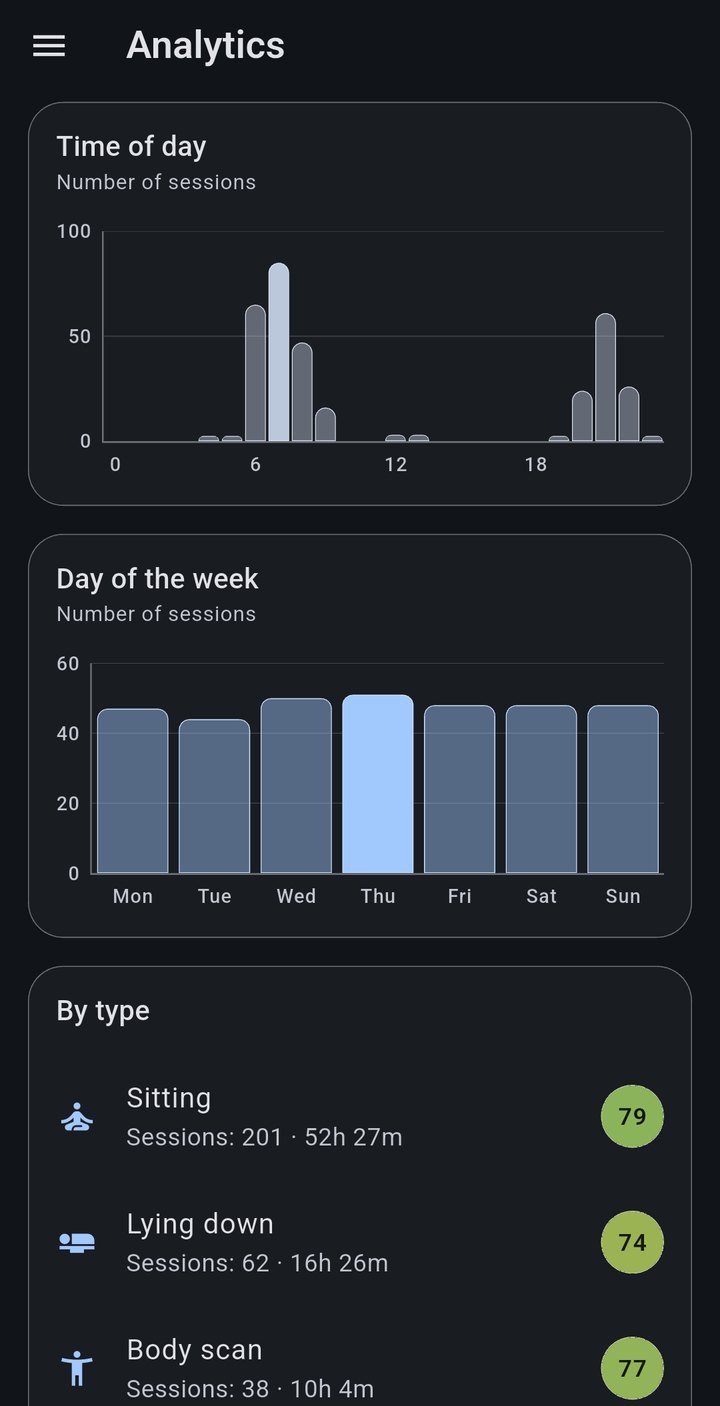 Analytics
Time of day
Number of sessions
100
50
0
0 6 12 18
Day of the week
Number of sessions
60
40
20
0
Mon Tue Wed Thu Fri Sat Sun
By type
Sitting
Sessions: 201 · 52h 27m
79
Lying down
Sessions: 62 · 16h 26m
74
Body scan
Sessions: 38 · 10h 4m
77